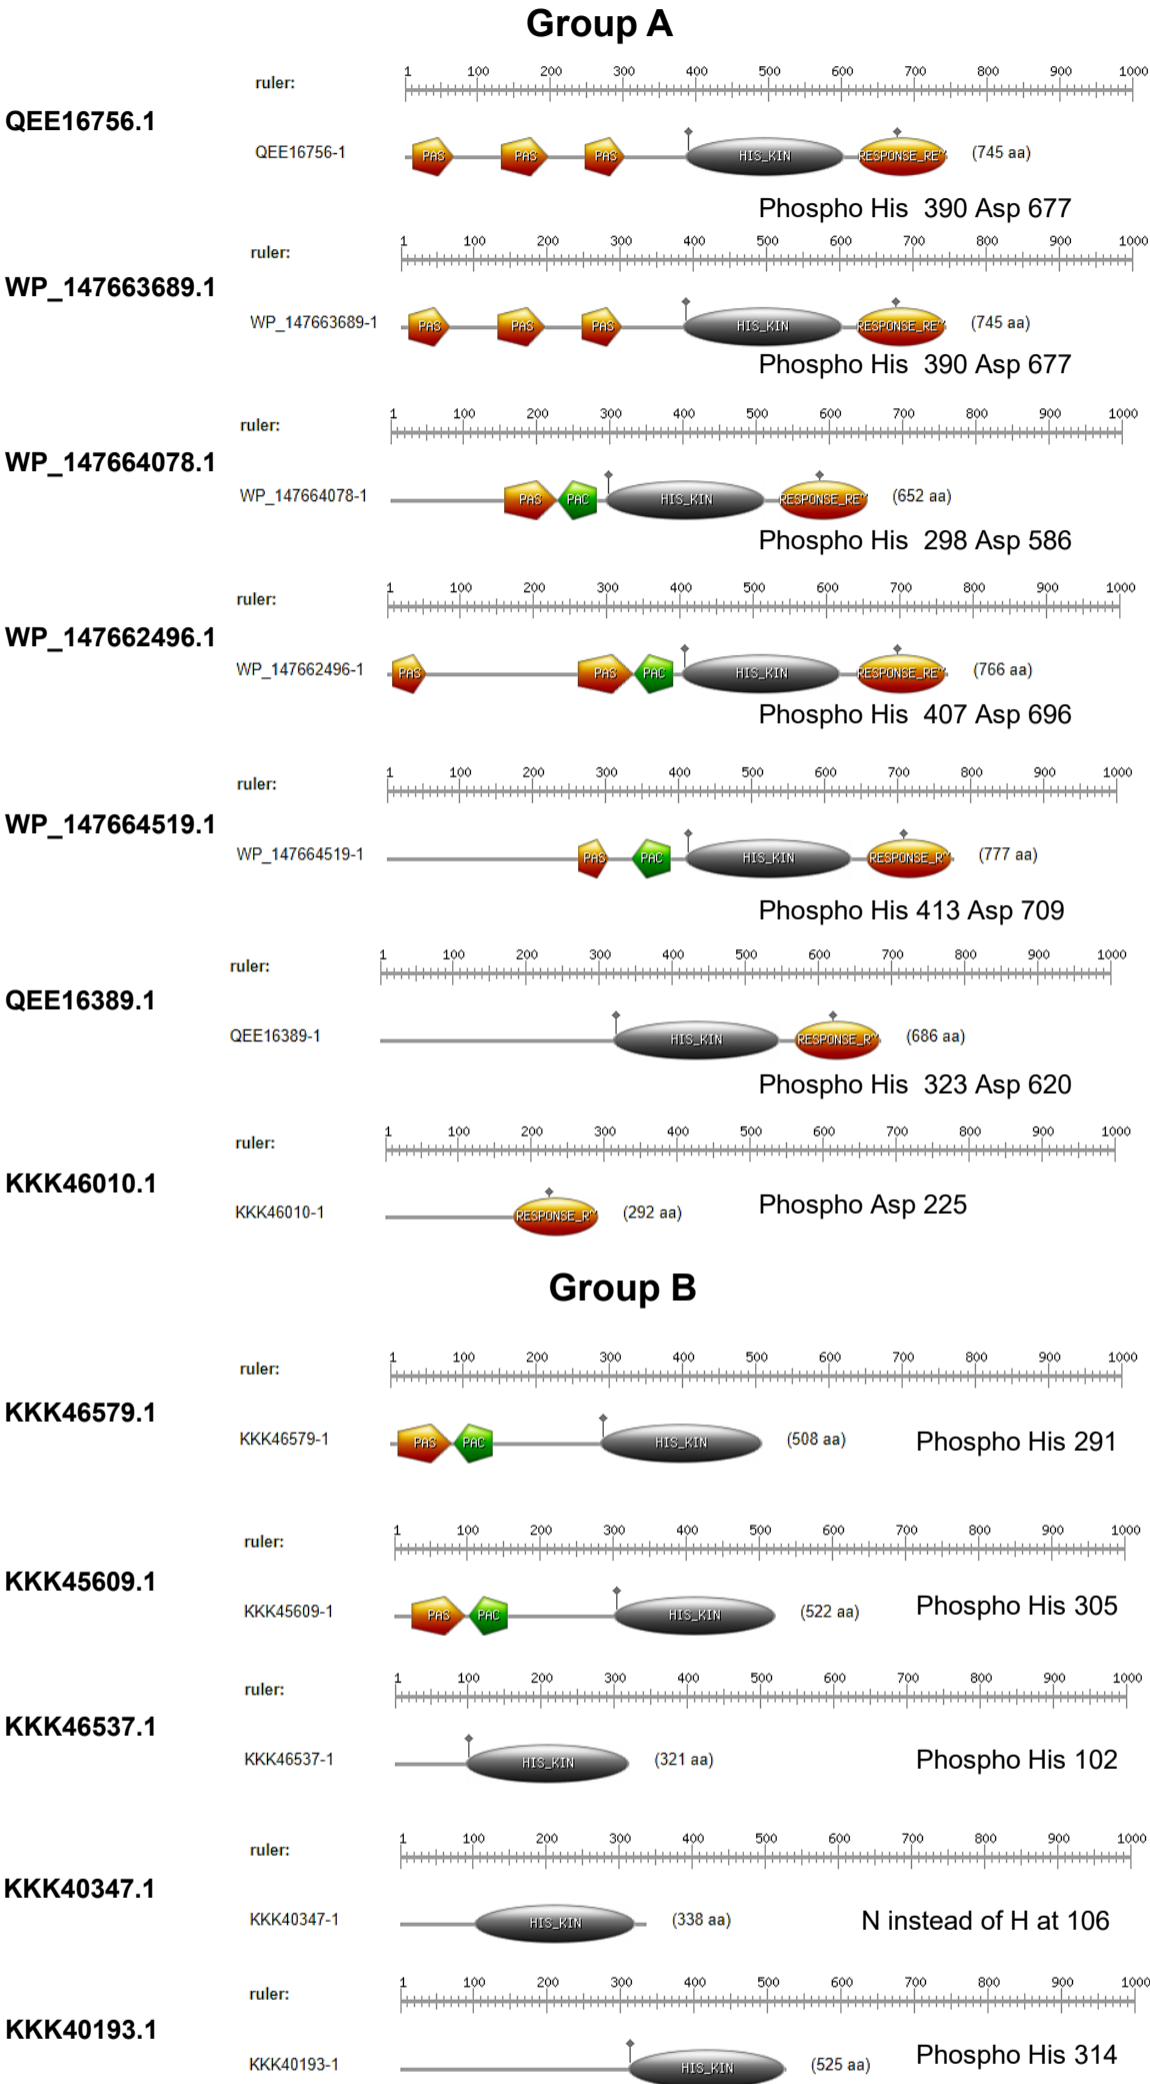 Group A
1 100 200 300 400 500 600 700 800 900 1000
ruler:
QEE16756.1
QEE16756-1 PAS PAS PAS HIS_KIN RESPONSE_RE~ (745 aa)
Phospho His 390 Asp 677
1 100 200 300 400 500 600 700 800 900 1000
ruler:
WP_147663689.1
WP_147663689-1 PAS PAS PAS HIS_KIN RESPONSE_RE~ (745 aa)
Phospho His 390 Asp 677
1 100 200 300 400 500 600 700 800 900 1000
ruler:
WP_147664078.1
WP_147664078-1 PAS PAC HIS_KIN RESPONSE_RE~ (652 aa)
Phospho His 298 Asp 586
1 100 200 300 400 500 600 700 800 900 1000
ruler:
WP_147662496.1
WP_147662496-1 PAS PAS PAC HIS_KIN RESPONSE_RE~ (766 aa)
Phospho His 407 Asp 696
1 100 200 300 400 500 600 700 800 900 1000
ruler:
WP_147664519.1
WP_147664519-1 PAS PAC HIS_KIN RESPONSE_R~ (777 aa)
Phospho His 413 Asp 709
1 100 200 300 400 500 600 700 800 900 1000
ruler:
QEE16389.1
QEE16389-1 HIS_KIN RESPONSE_R~ (686 aa)
Phospho His 323 Asp 620
1 100 200 300 400 500 600 700 800 900 1000
ruler:
KKK46010.1
KKK46010-1 RESPONSE_R~ (292 aa) Phospho Asp 225
Group B
1 100 200 300 400 500 600 700 800 900 1000
ruler:
KKK46579.1
KKK46579-1 PAS PAC HIS_KIN (508 aa) Phospho His 291
1 100 200 300 400 500 600 700 800 900 1000
ruler:
KKK45609.1
KKK45609-1 PAS PAC HIS_KIN (522 aa) Phospho His 305
1 100 200 300 400 500 600 700 800 900 1000
ruler:
KKK46537.1
KKK46537-1 HIS_KIN (321 aa) Phospho His 102
1 100 200 300 400 500 600 700 800 900 1000
ruler:
KKK40347.1
KKK40347-1 HIS_KIN (338 aa) N instead of H at 106
1 100 200 300 400 500 600 700 800 900 1000
ruler:
KKK40193.1
KKK40193-1 HIS_KIN (525 aa) Phospho His 314